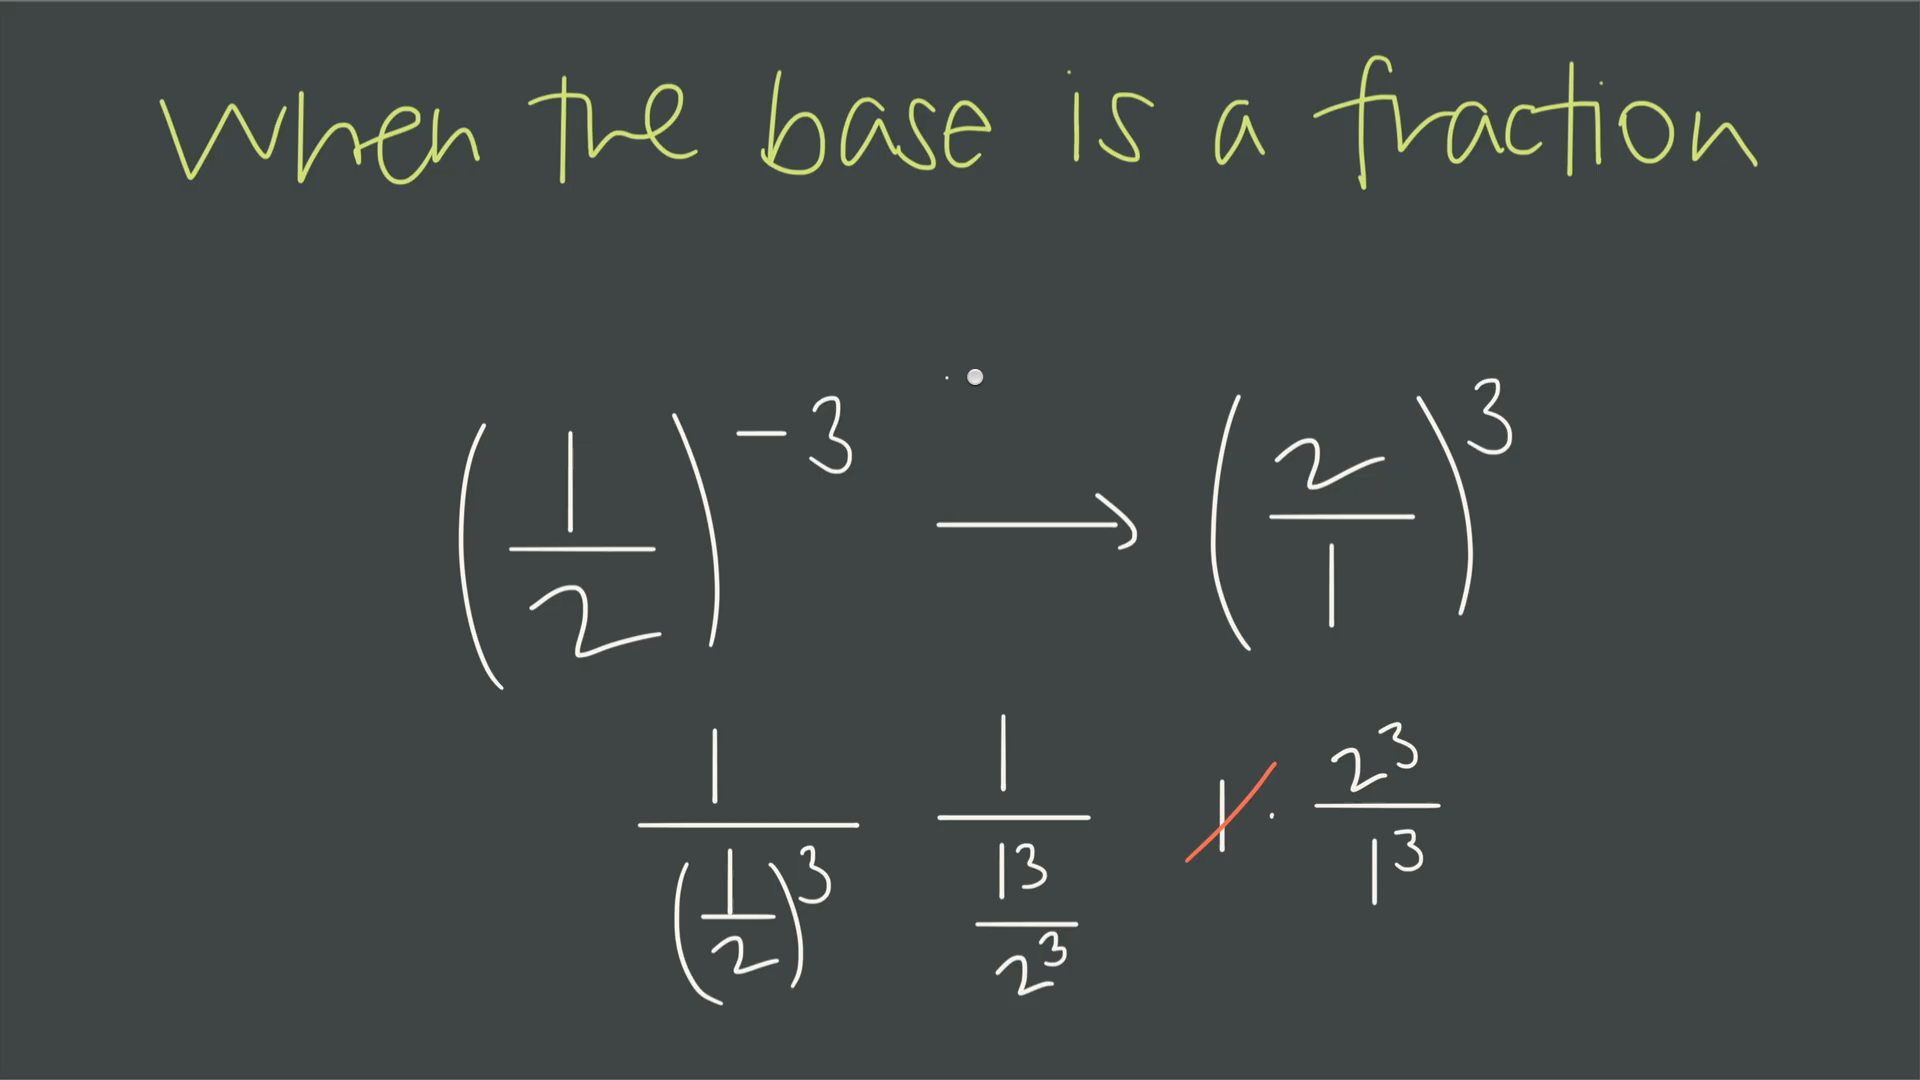 when the base is a fraction
(1/2)^-3 → (2/1)^3
1/(1/2)^3 1/(1^3/2^3) 1 · 2^3/1^3